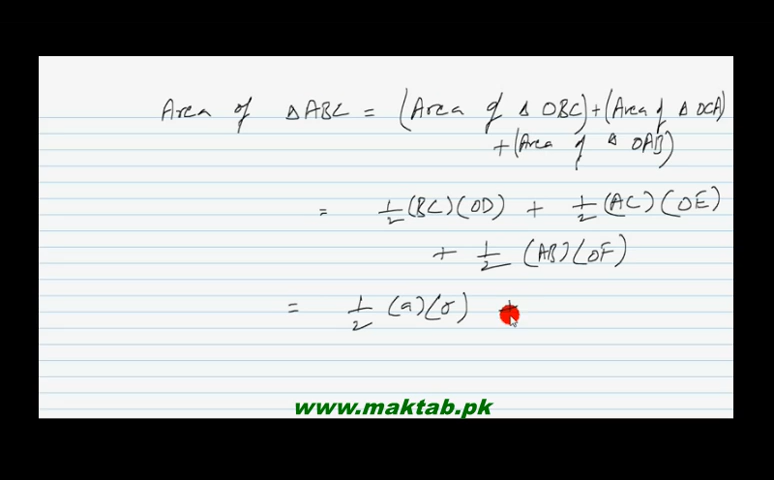 Area of Δ ABC = (Area of Δ OBC) + (Area of Δ OCA)
+ (Area of Δ OAB)
= 1/2 (BC) (OD) + 1/2 (AC) (OE)
+ 1/2 (AB) (OF)
= 1/2 (a) (r) +
www.maktab.pk